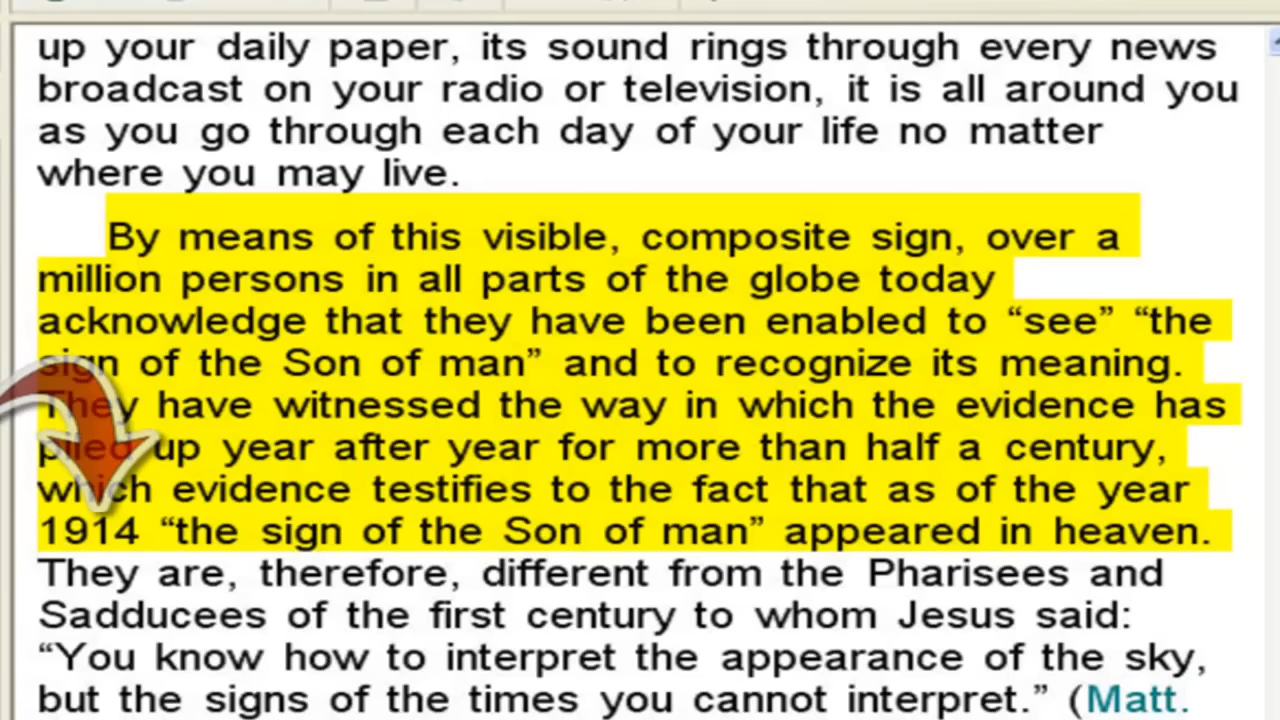 up your daily paper, its sound rings through every news
broadcast on your radio or television, it is all around you
as you go through each day of your life no matter
where you may live.
By means of this visible, composite sign, over a
million persons in all parts of the globe today
acknowledge that they have been enabled to “see” “the
sign of the Son of man” and to recognize its meaning.
They have witnessed the way in which the evidence has
piled up year after year for more than half a century,
which evidence testifies to the fact that as of the year
1914 “the sign of the Son of man” appeared in heaven.
They are, therefore, different from the Pharisees and
Sadducees of the first century to whom Jesus said:
“You know how to interpret the appearance of the sky,
but the signs of the times you cannot interpret.” (Matt.